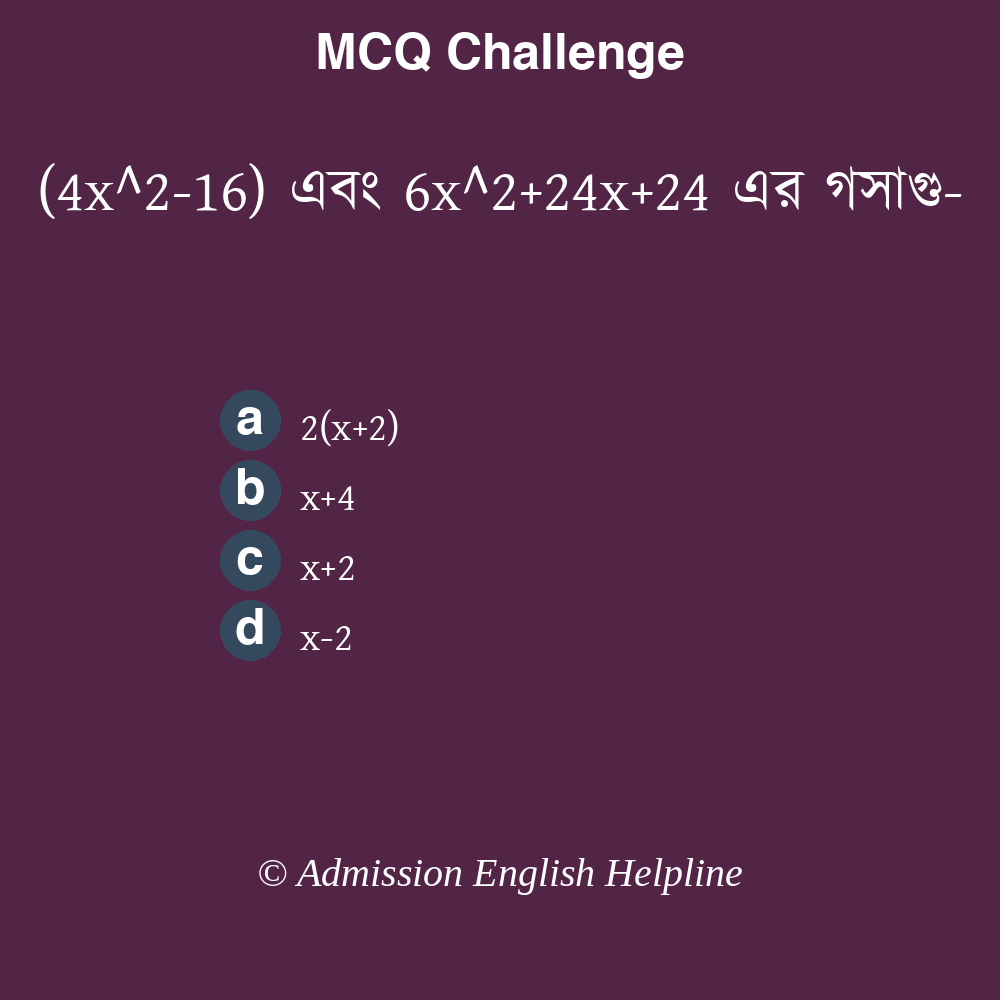 MCQ Challenge
(4x^2-16) এবং 6x^2+24x+24 এর গসাগু-
a 2(x+2)
b x+4
c x+2
d x-2
© Admission English Helpline